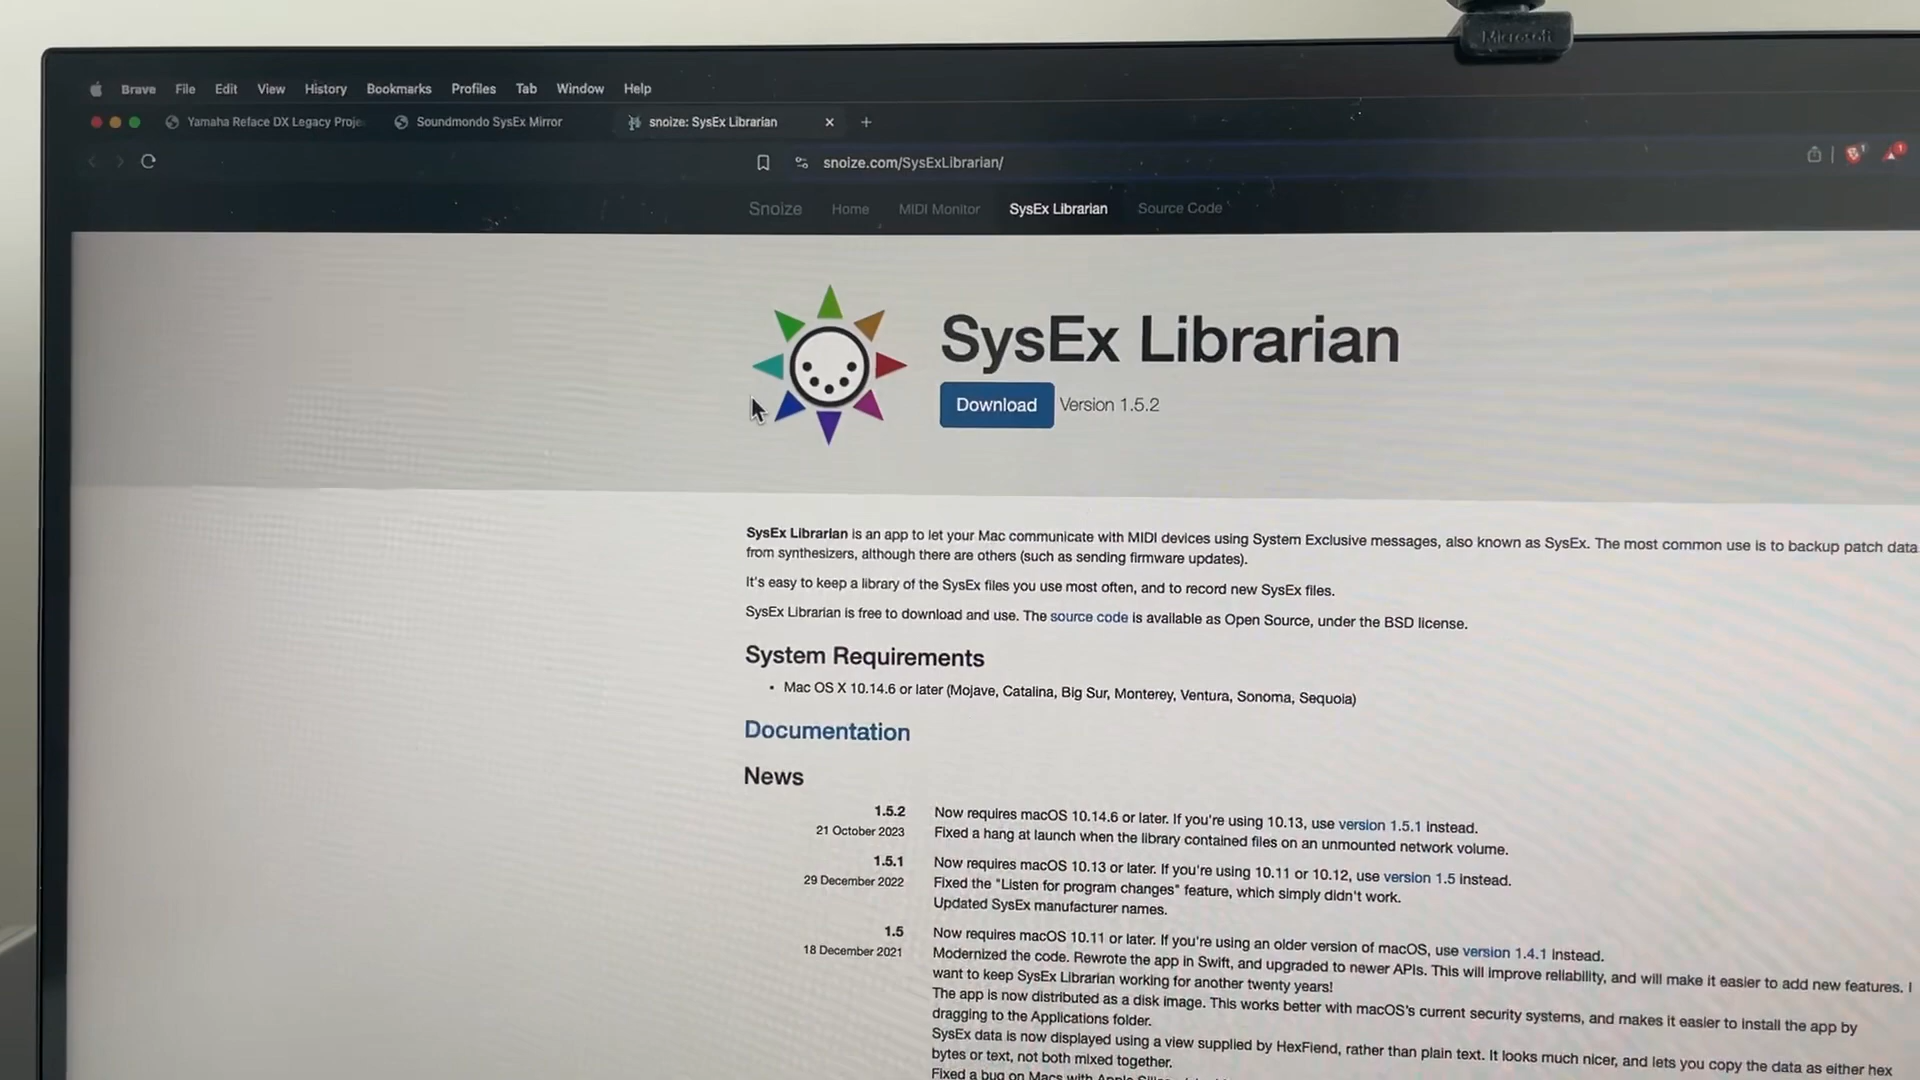 Microsoft
Brave File Edit View History Bookmarks Profiles Tab Window Help
Yamaha Reface DX Legacy Proje
Soundmondo SysEx Mirror
snoize: SysEx Librarian
snoize.com/SysExLibrarian/
Snoize Home MIDI Monitor SysEx Librarian Source Code
SysEx Librarian
Download Version 1.5.2
SysEx Librarian is an app to let your Mac communicate with MIDI devices using System Exclusive messages, also known as SysEx. The most common use is to backup patch data
from synthesizers, although there are others (such as sending firmware updates).
It's easy to keep a library of the SysEx files you use most often, and to record new SysEx files.
SysEx Librarian is free to download and use. The source code is available as Open Source, under the BSD license.
System Requirements
• Mac OS X 10.14.6 or later (Mojave, Catalina, Big Sur, Monterey, Ventura, Sonoma, Sequoia)
Documentation
News
1.5.2 Now requires macOS 10.14.6 or later. If you're using 10.13, use version 1.5.1 instead.
21 October 2023 Fixed a hang at launch when the library contained files on an unmounted network volume.
1.5.1 Now requires macOS 10.13 or later. If you're using 10.11 or 10.12, use version 1.5 instead.
29 December 2022 Fixed the "Listen for program changes" feature, which simply didn't work.
Updated SysEx manufacturer names.
1.5 Now requires macOS 10.11 or later. If you're using an older version of macOS, use version 1.4.1 instead.
18 December 2021 Modernized the code. Rewrote the app in Swift, and upgraded to newer APIs. This will improve reliability, and will make it easier to add new features. I
want to keep SysEx Librarian working for another twenty years!
The app is now distributed as a disk image. This works better with macOS's current security systems, and makes it easier to install the app by
dragging to the Applications folder.
SysEx data is now displayed using a view supplied by HexFiend, rather than plain text. It looks much nicer, and lets you copy the data as either hex
bytes or text, not both mixed together.
Fixed a bug on Macs with Apple